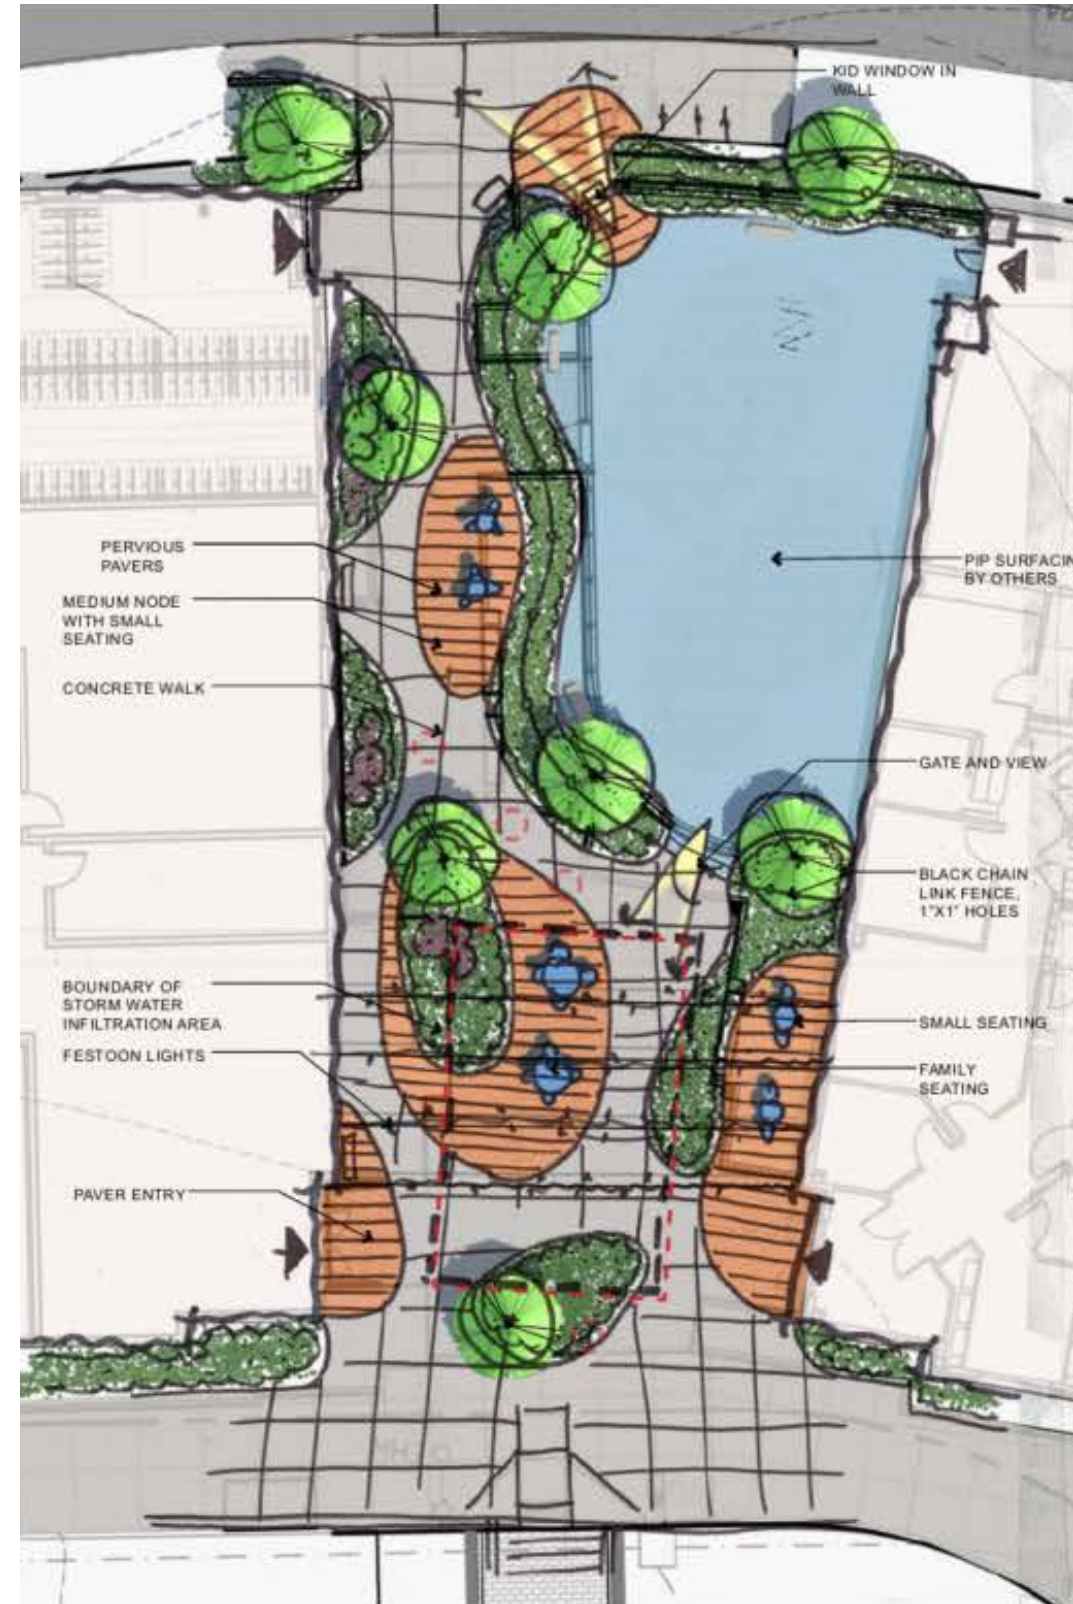 KID WINDOW IN
WALL
PERVIOUS
PAVERS
MEDIUM NODE
WITH SMALL
SEATING
CONCRETE WALK
PIP SURFACIN
BY OTHERS
GATE AND VIEW
BLACK CHAIN
LINK FENCE,
1"X1" HOLES
BOUNDARY OF
STORM WATER
INFILTRATION AREA
FESTOON LIGHTS
SMALL SEATING
FAMILY
SEATING
PAVER ENTRY